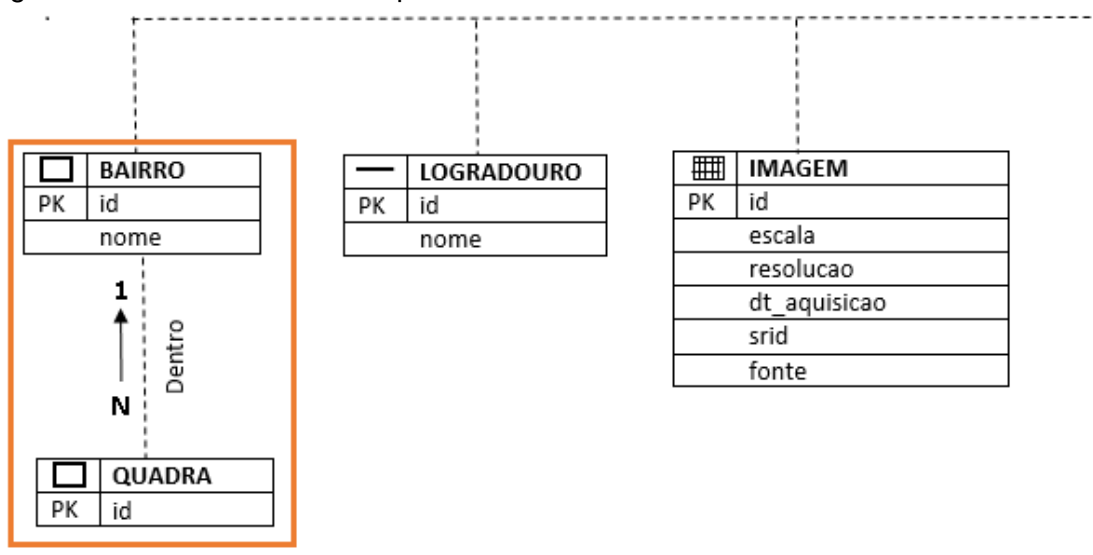 BAIRRO
PK id
nome
1
Dentro
N
QUADRA
PK id
LOGRADOURO
PK id
nome
IMAGEM
PK id
escala
resolucao
dt_aquisicao
srid
fonte